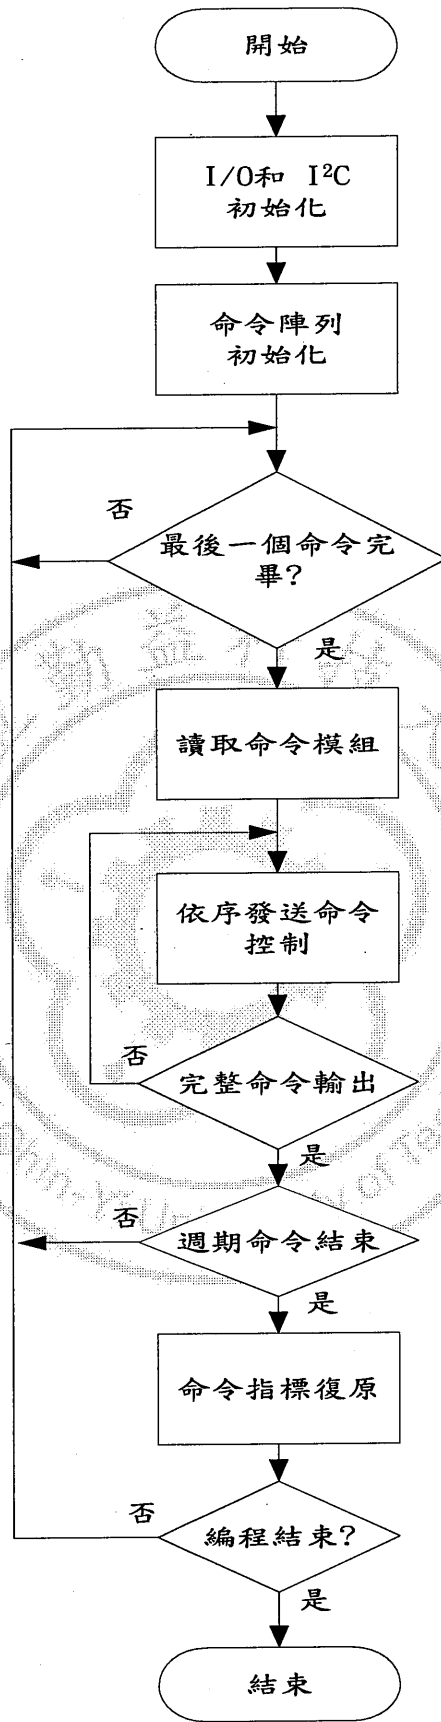 開始
I/O和 I²C
初始化
命令陣列
初始化
否
最後一個命令完
畢?
是
讀取命令模組
依序發送命令
控制
否
完整命令輸出
是
否
週期命令結束
是
命令指標復原
否
編程結束?
是
結束